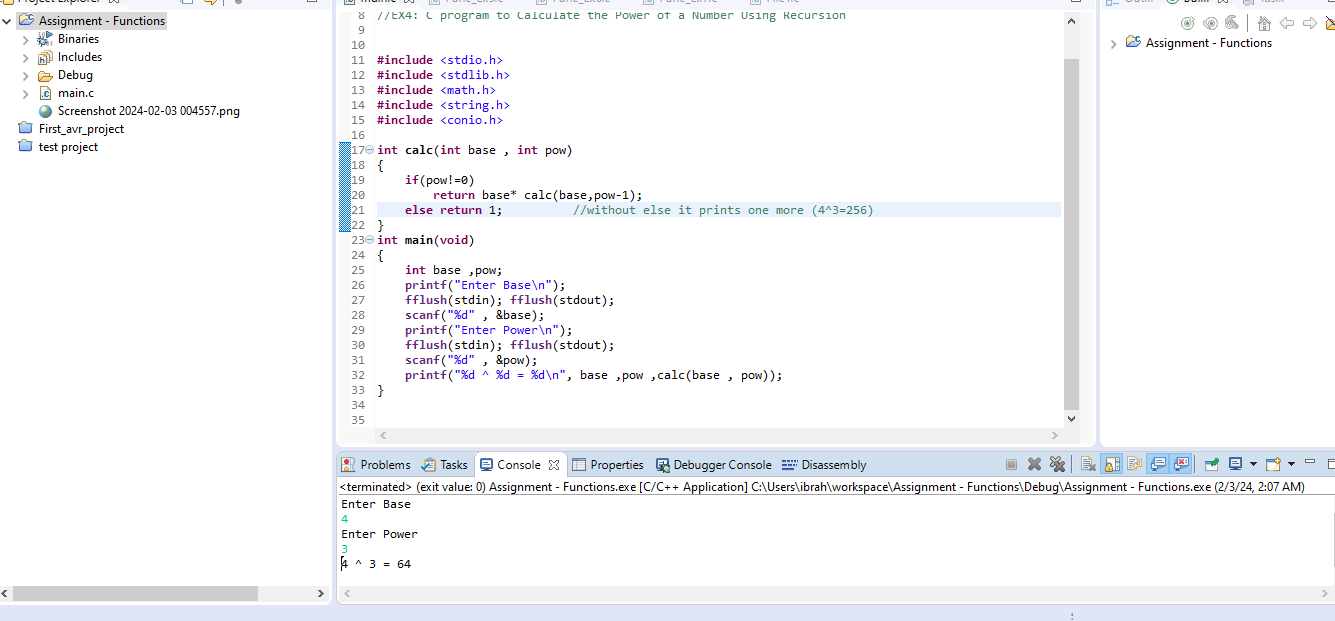 Project Explorer
Assignment - Functions
Binaries
Includes
Debug
main.c
Screenshot 2024-02-03 004557.png
First_avr_project
test project
8 //EX4: C program to Calculate the Power of a Number Using Recursion
9
10
11 #include <stdio.h>
12 #include <stdlib.h>
13 #include <math.h>
14 #include <string.h>
15 #include <conio.h>
16
17 int calc(int base , int pow)
18 {
19     if(pow!=0)
20         return base* calc(base,pow-1);
21     else return 1;          //without else it prints one more (4^3=256)
22 }
23 int main(void)
24 {
25     int base ,pow;
26     printf("Enter Base\n");
27     fflush(stdin); fflush(stdout);
28     scanf("%d" , &base);
29     printf("Enter Power\n");
30     fflush(stdin); fflush(stdout);
31     scanf("%d" , &pow);
32     printf("%d ^ %d = %d\n", base ,pow ,calc(base , pow));
33 }
34
35
Assignment - Functions
Problems Tasks Console Properties Debugger Console Disassembly
<terminated> (exit value: 0) Assignment - Functions.exe [C/C++ Application] C:\Users\ibrah\workspace\Assignment - Functions\Debug\Assignment - Functions.exe (2/3/24, 2:07 AM)
Enter Base
4
Enter Power
3
4 ^ 3 = 64